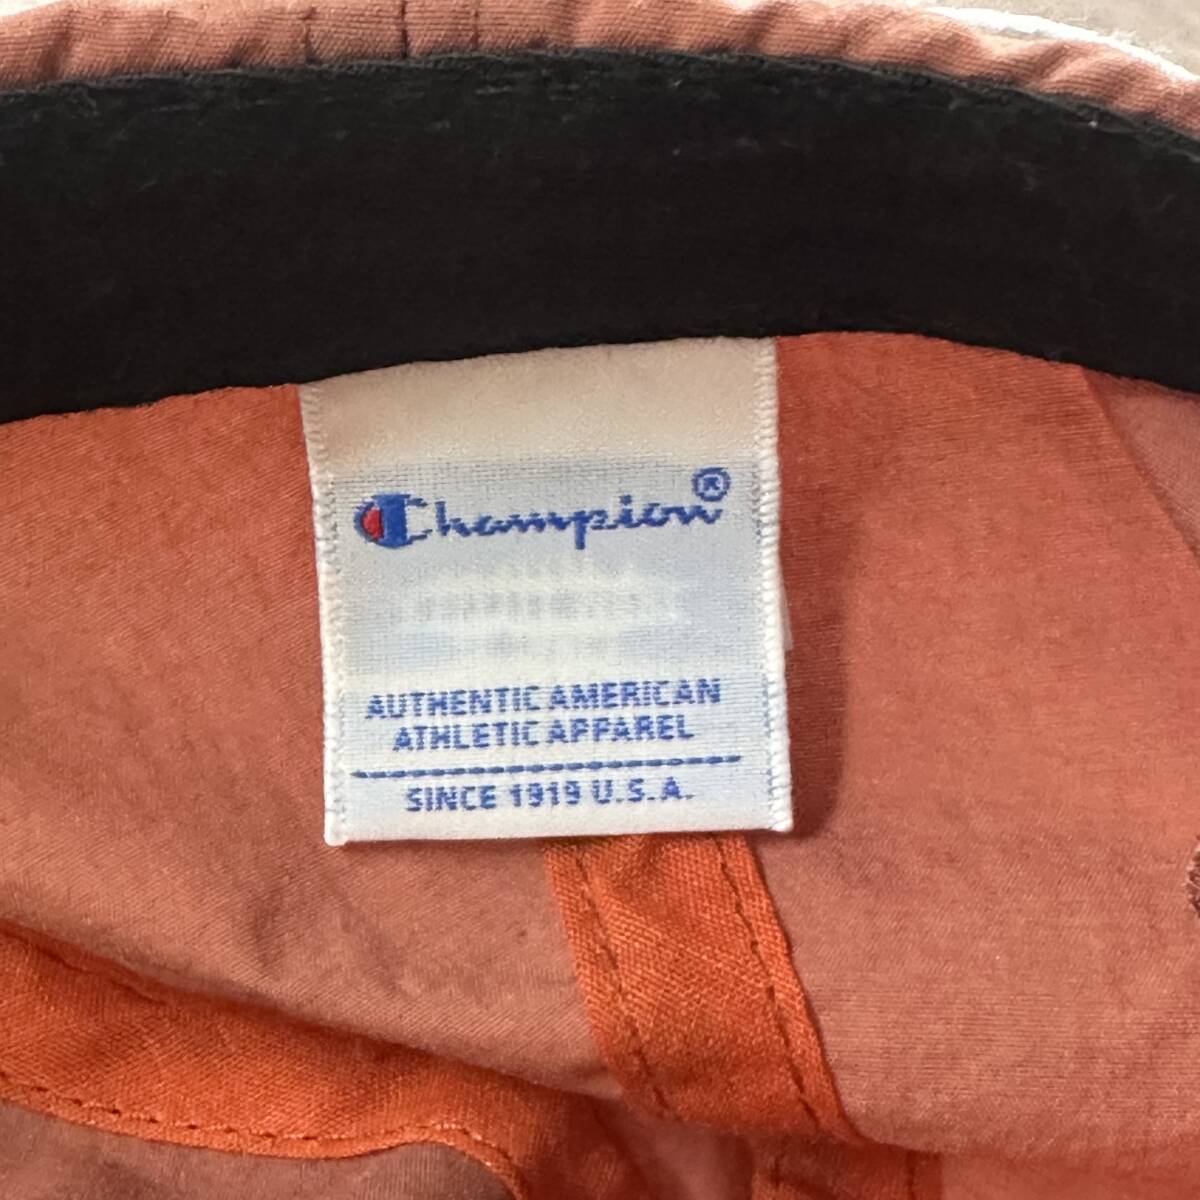 Champion®
AUTHENTIC AMERICAN
ATHLETIC APPAREL
SINCE 1919 U.S.A.